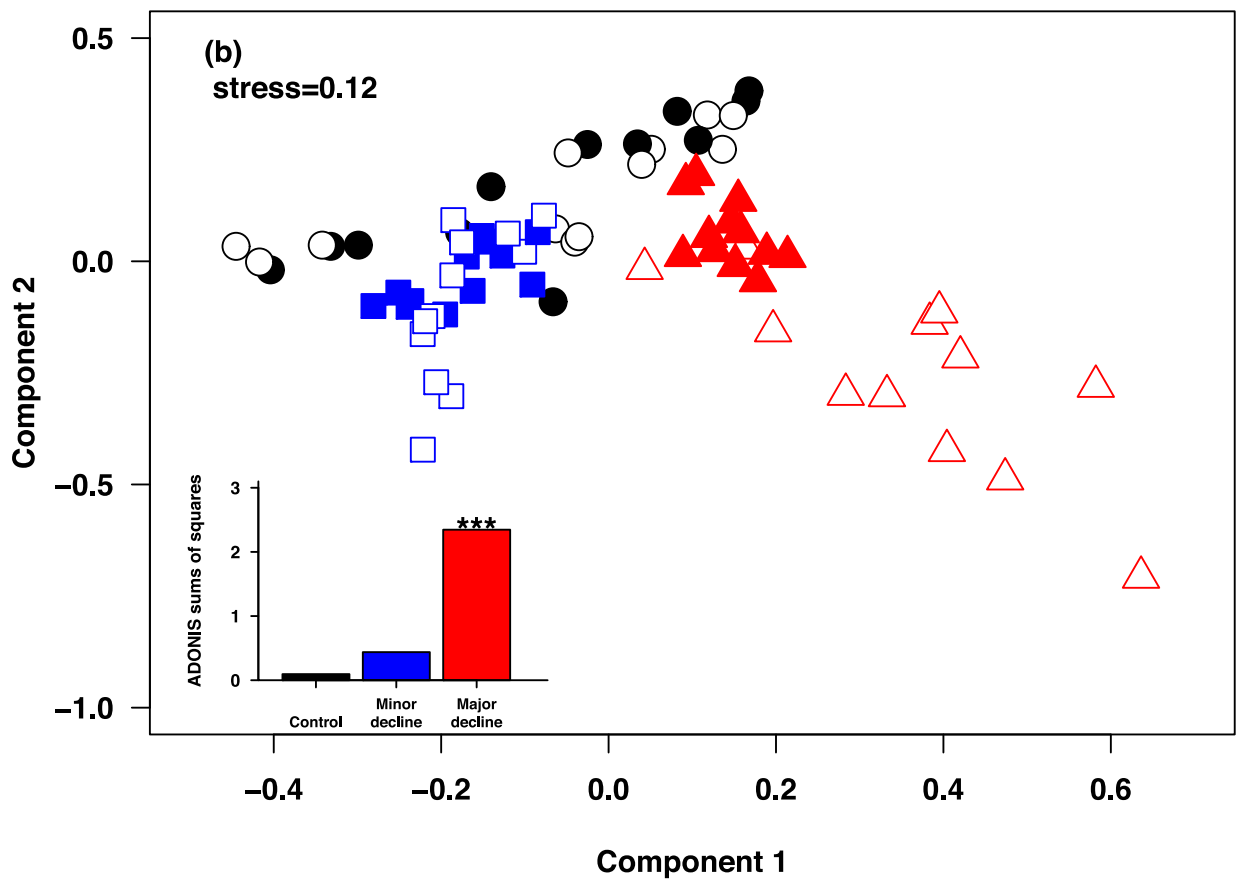 (b)
stress=0.12
0.5
0.0
−0.5
−1.0
Component 2
ADONIS sums of squares
3
2
1
0
***
Control
Minor
decline
Major
decline
−0.4
−0.2
0.0
0.2
0.4
0.6
Component 1